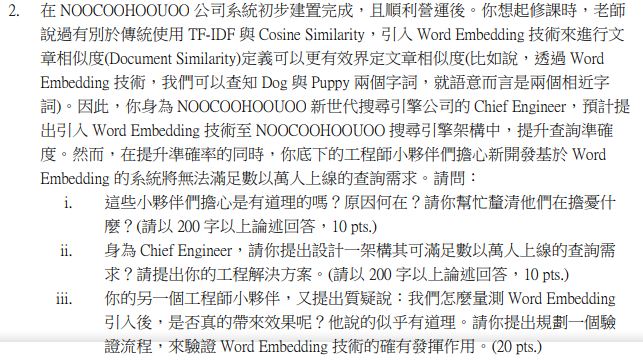 2. 在 NOOCOOHOOUOO 公司系統初步建置完成，且順利營運後。你想起修課時，老師
說過有別於傳統使用 TF-IDF 與 Cosine Similarity，引入 Word Embedding 技術來進行文
章相似度(Document Similarity)定義可以更有效界定文章相似度(比如說，透過 Word
Embedding 技術，我們可以查知 Dog 與 Puppy 兩個字詞，就語意而言是兩個相近字
詞)。因此，你身為 NOOCOOHOOUOO 新世代搜尋引擎公司的 Chief Engineer，預計提
出引入 Word Embedding 技術至 NOOCOOHOOUOO 搜尋引擎架構中，提升查詢準確
度。然而，在提升準確率的同時，你底下的工程師小夥伴們擔心新開發基於 Word
Embedding 的系統將無法滿足數以萬人上線的查詢需求。請問：
i. 這些小夥伴們擔心是有道理的嗎？原因何在？請你幫忙釐清他們在擔憂什
麼？(請以 200 字以上論述回答，10 pts.)
ii. 身為 Chief Engineer，請你提出設計一架構其可滿足數以萬人上線的查詢需
求？請提出你的工程解決方案。(請以 200 字以上論述回答，10 pts.)
iii. 你的另一個工程師小夥伴，又提出質疑說：我們怎麼量測 Word Embedding
引入後，是否真的帶來效果呢？他說的似乎有道理。請你提出規劃一個驗
證流程，來驗證 Word Embedding 技術的確有發揮作用。(20 pts.)